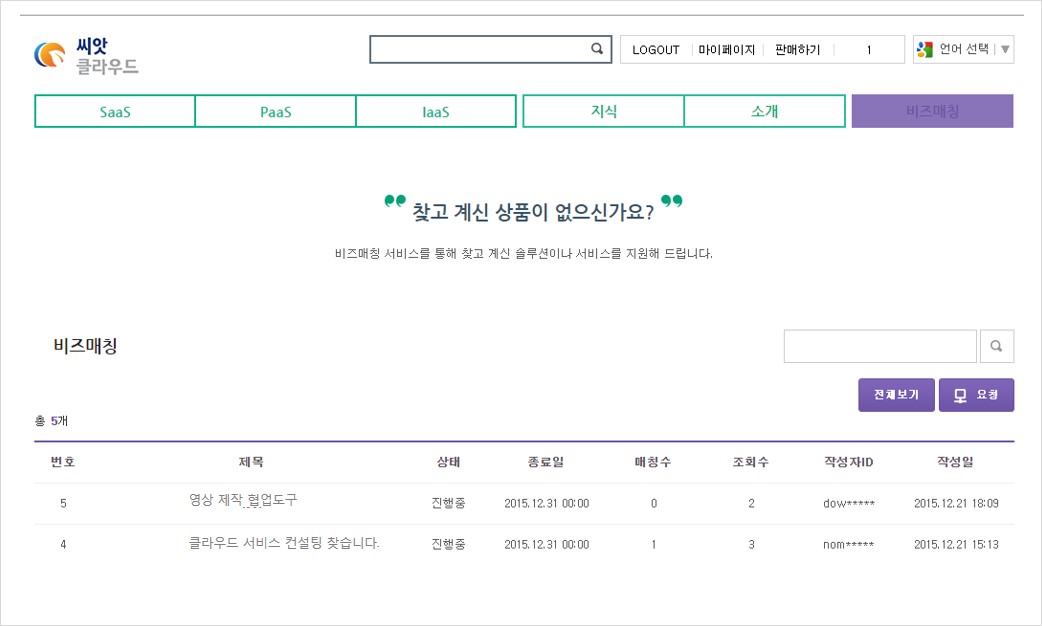 씨앗
클라우드
LOGOUT 마이페이지 판매하기 1 언어 선택 ▼
SaaS PaaS IaaS 지식 소개 비즈매칭
찾고 계신 상품이 없으신가요?
비즈매칭 서비스를 통해 찾고 계신 솔루션이나 서비스를 지원해 드립니다.
비즈매칭
전체보기 요청
총 5개
번호 제목 상태 종료일 매칭수 조회수 작성자ID 작성일
5 영상 제작 협업도구 진행중 2015.12.31 00:00 0 2 dow***** 2015.12.21 18:09
4 클라우드 서비스 컨설팅 찾습니다. 진행중 2015.12.31 00:00 1 3 nom***** 2015.12.21 15:13